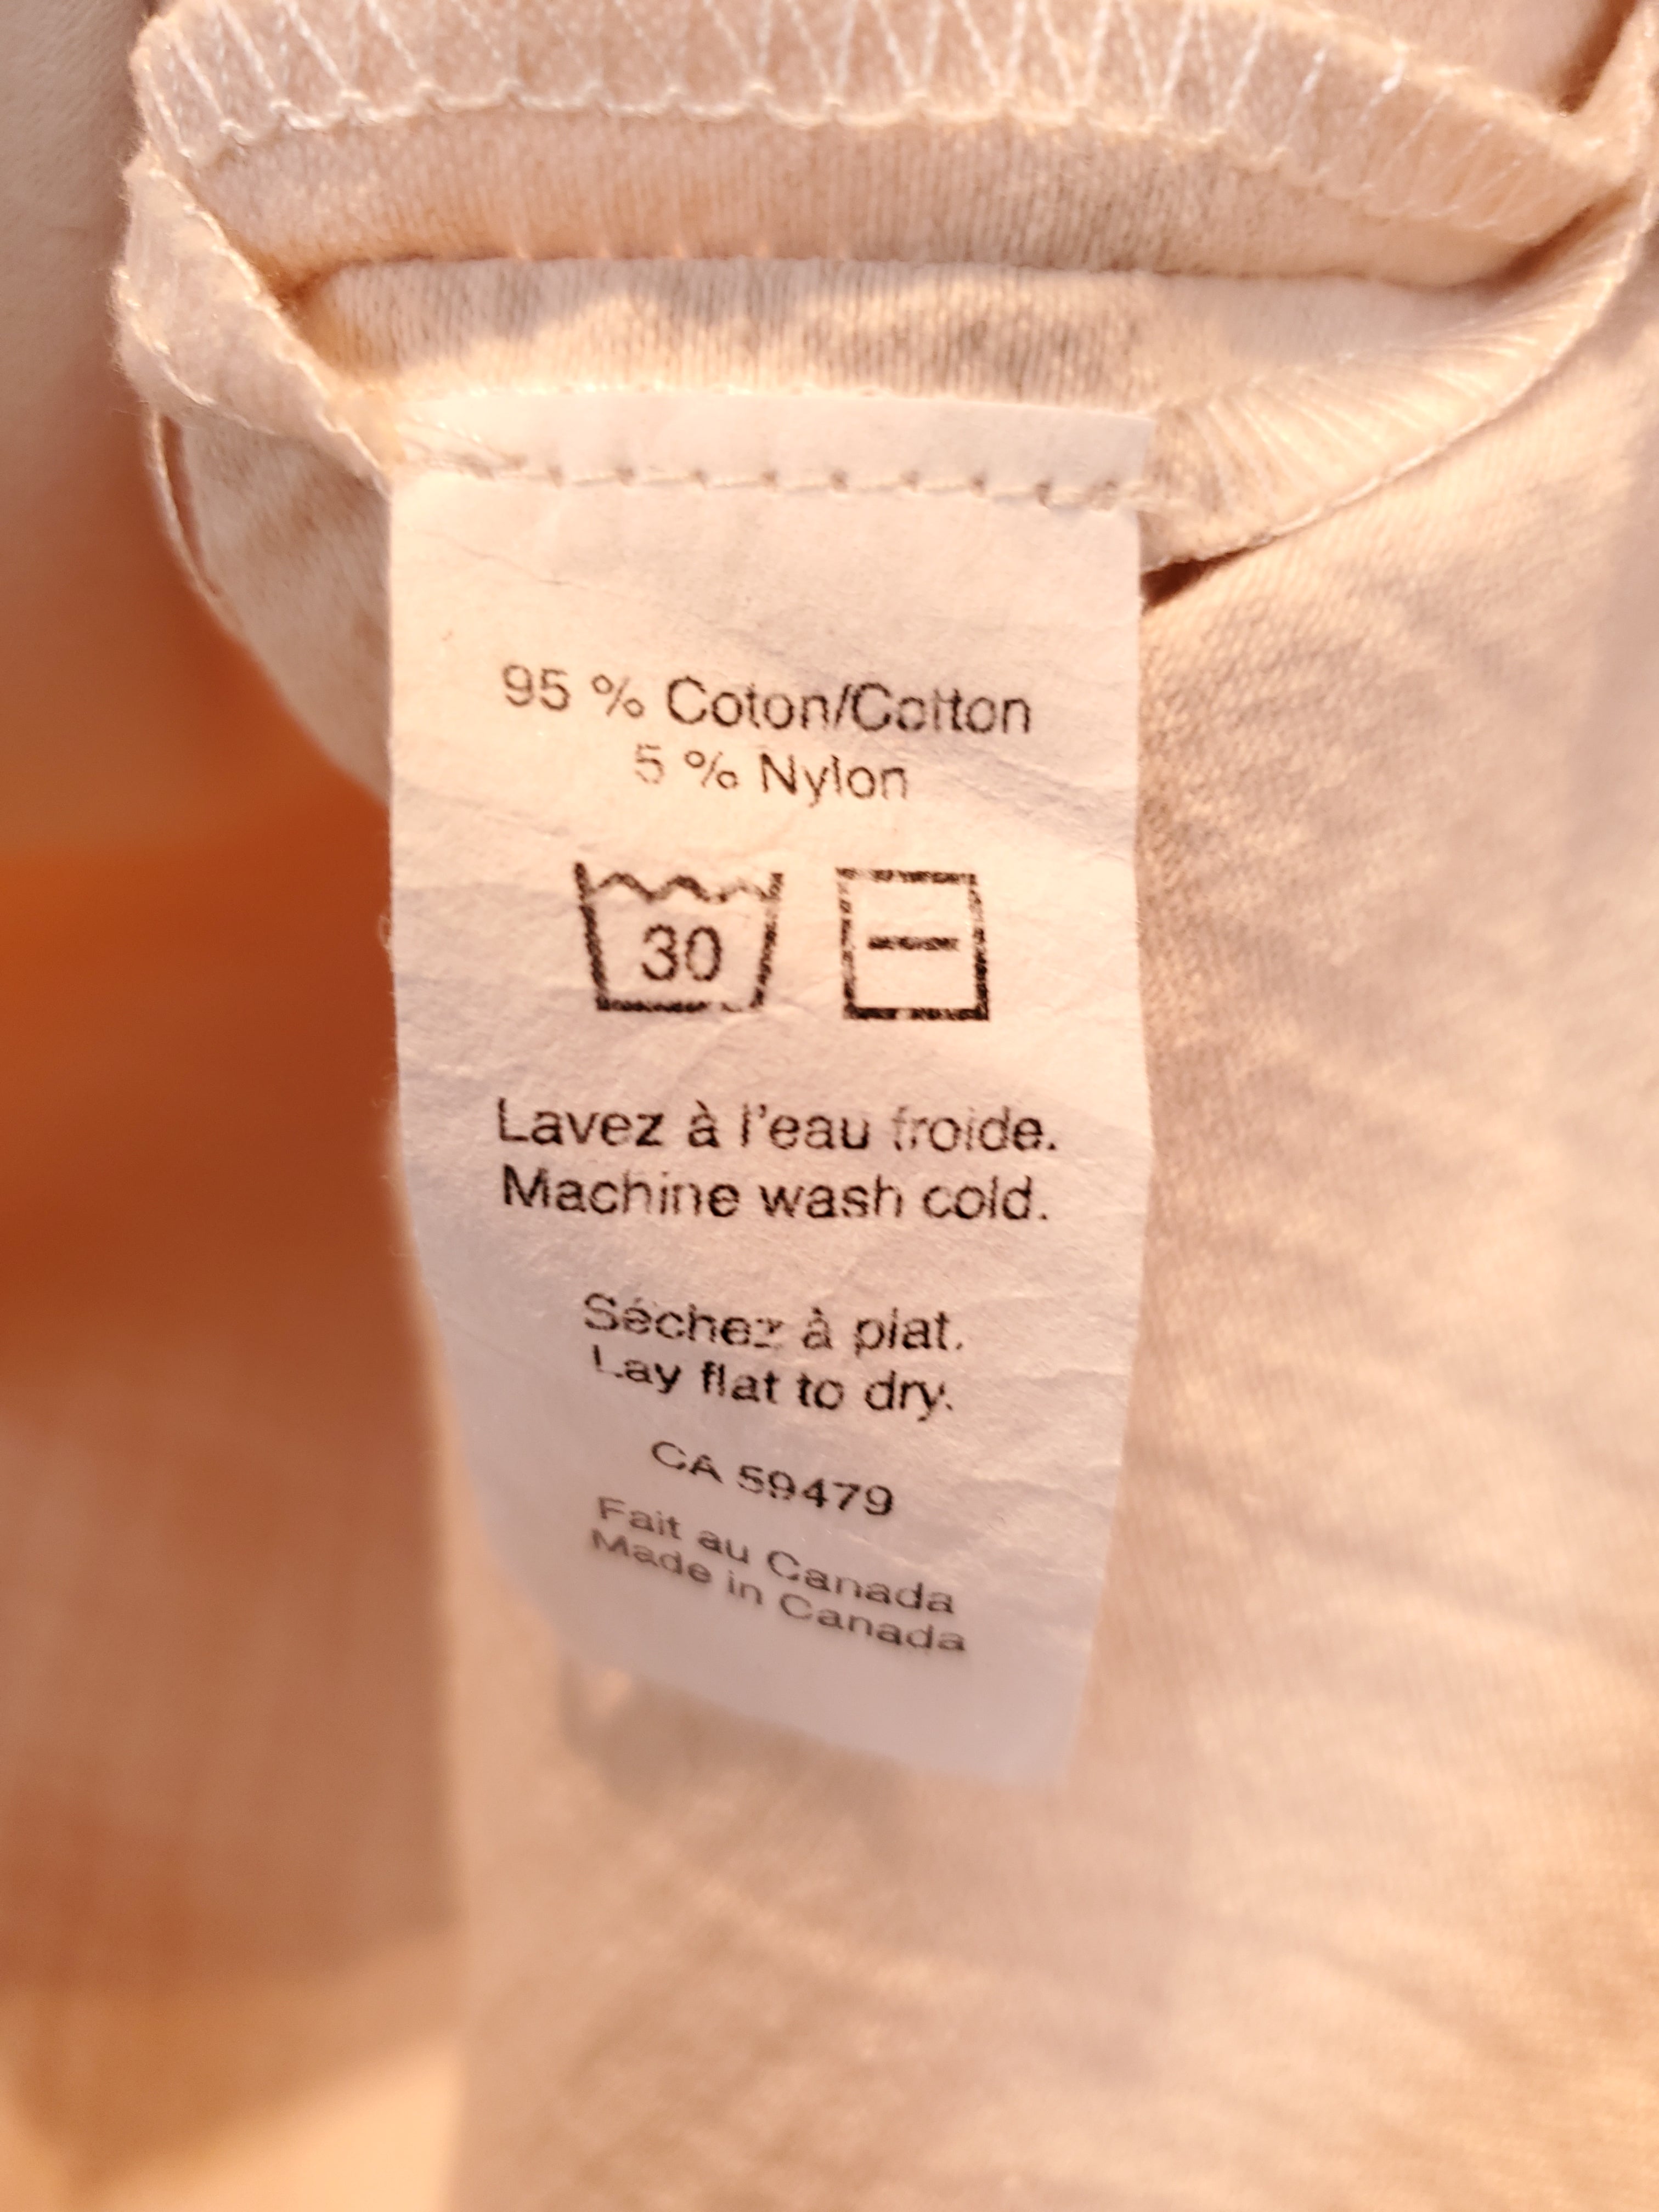 95 % Coton/Cotton
5 % Nylon
30
Lavez à l'eau froide.
Machine wash cold.
Séchez à plat.
Lay flat to dry.
CA 59479
Fait au Canada
Made in Canada